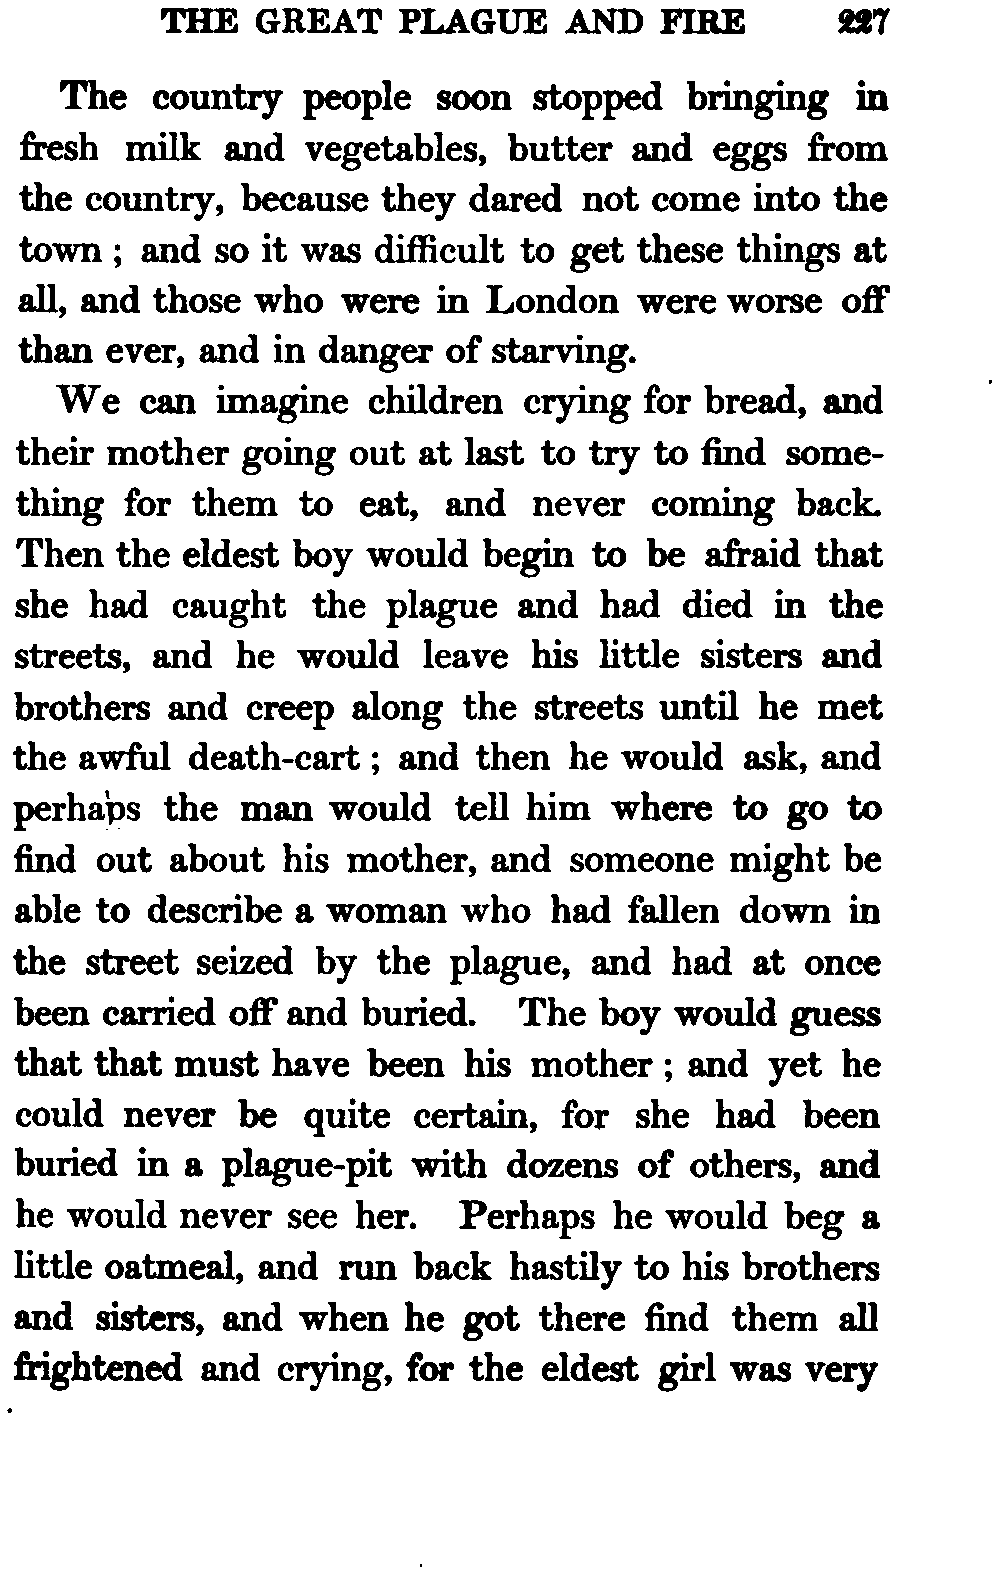 THE GREAT PLAGUE AND FIRE 227
The country people soon stopped bringing in
fresh milk and vegetables, butter and eggs from
the country, because they dared not come into the
town ; and so it was difficult to get these things at
all, and those who were in London were worse off
than ever, and in danger of starving.
We can imagine children crying for bread, and
their mother going out at last to try to find some-
thing for them to eat, and never coming back.
Then the eldest boy would begin to be afraid that
she had caught the plague and had died in the
streets, and he would leave his little sisters and
brothers and creep along the streets until he met
the awful death-cart ; and then he would ask, and
perhaps the man would tell him where to go to
find out about his mother, and someone might be
able to describe a woman who had fallen down in
the street seized by the plague, and had at once
been carried off and buried. The boy would guess
that that must have been his mother ; and yet he
could never be quite certain, for she had been
buried in a plague-pit with dozens of others, and
he would never see her. Perhaps he would beg a
little oatmeal, and run back hastily to his brothers
and sisters, and when he got there find them all
frightened and crying, for the eldest girl was very